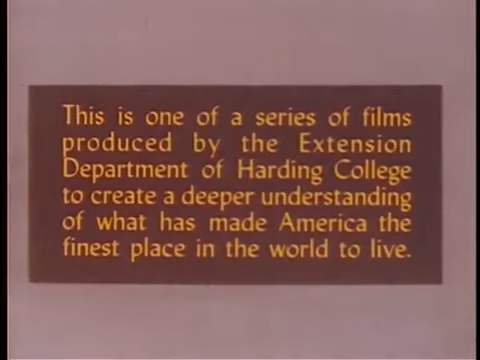 This is one of a series of films
produced by the Extension
Department of Harding College
to create a deeper understanding
of what has made America the
finest place in the world to live.